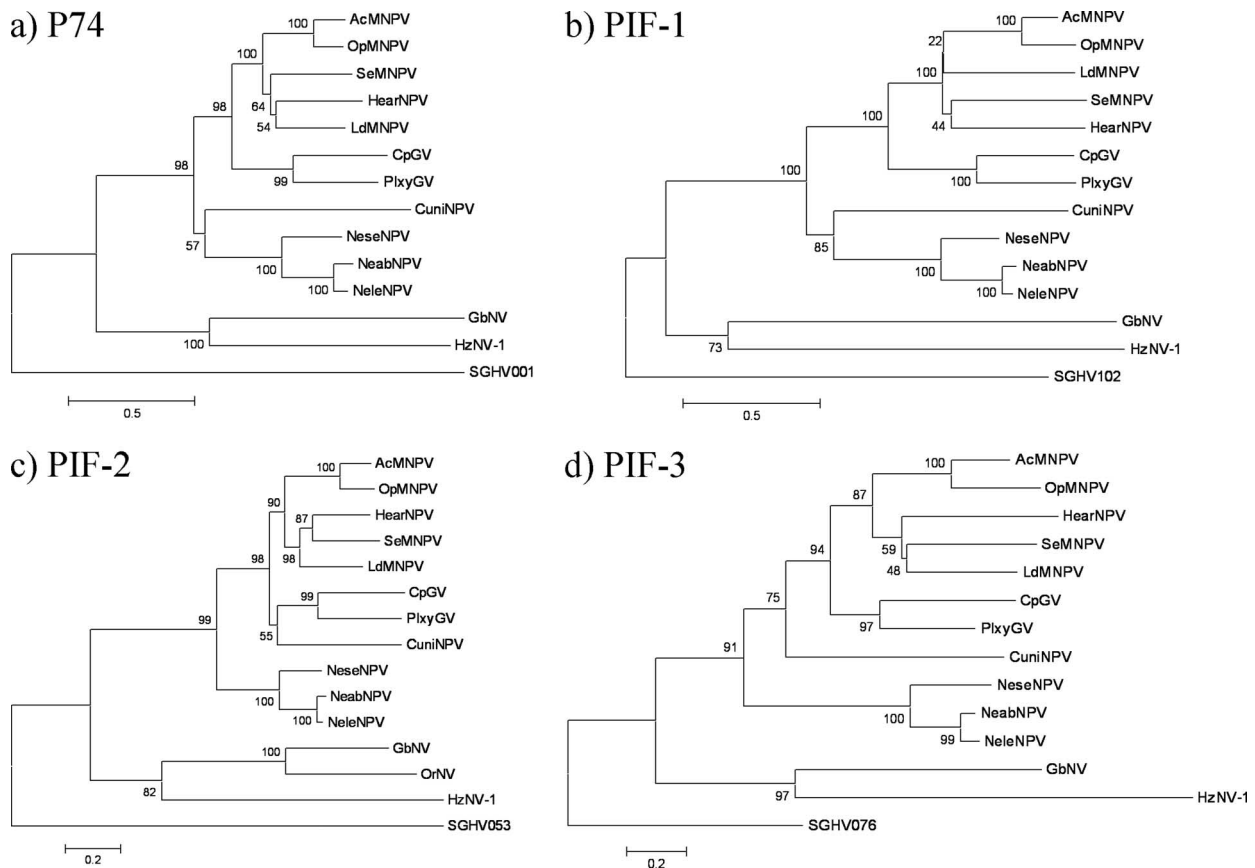 a) P74
100
AcMNPV
OpMNPV
100
SeMNPV
64
HearNPV
54
LdMNPV
98
CpGV
99
PlxyGV
98
CuniNPV
57
NeseNPV
100
NeabNPV
100
NeleNPV
GbNV
100
HzNV-1
SGHV001
0.5
b) PIF-1
100
AcMNPV
22
OpMNPV
LdMNPV
100
SeMNPV
44
HearNPV
100
CpGV
100
PlxyGV
100
CuniNPV
85
NeseNPV
100
NeabNPV
100
NeleNPV
GbNV
73
HzNV-1
SGHV102
0.5
c) PIF-2
100
AcMNPV
OpMNPV
90
87
HearNPV
SeMNPV
98
LdMNPV
98
99
CpGV
PlxyGV
55
CuniNPV
99
NeseNPV
100
NeabNPV
100
NeleNPV
100
GbNV
OrNV
82
HzNV-1
SGHV053
0.2
d) PIF-3
100
AcMNPV
OpMNPV
87
HearNPV
59
SeMNPV
48
LdMNPV
94
CpGV
97
PlxyGV
75
CuniNPV
91
NeseNPV
100
NeabNPV
99
NeleNPV
GbNV
97
HzNV-1
SGHV076
0.2